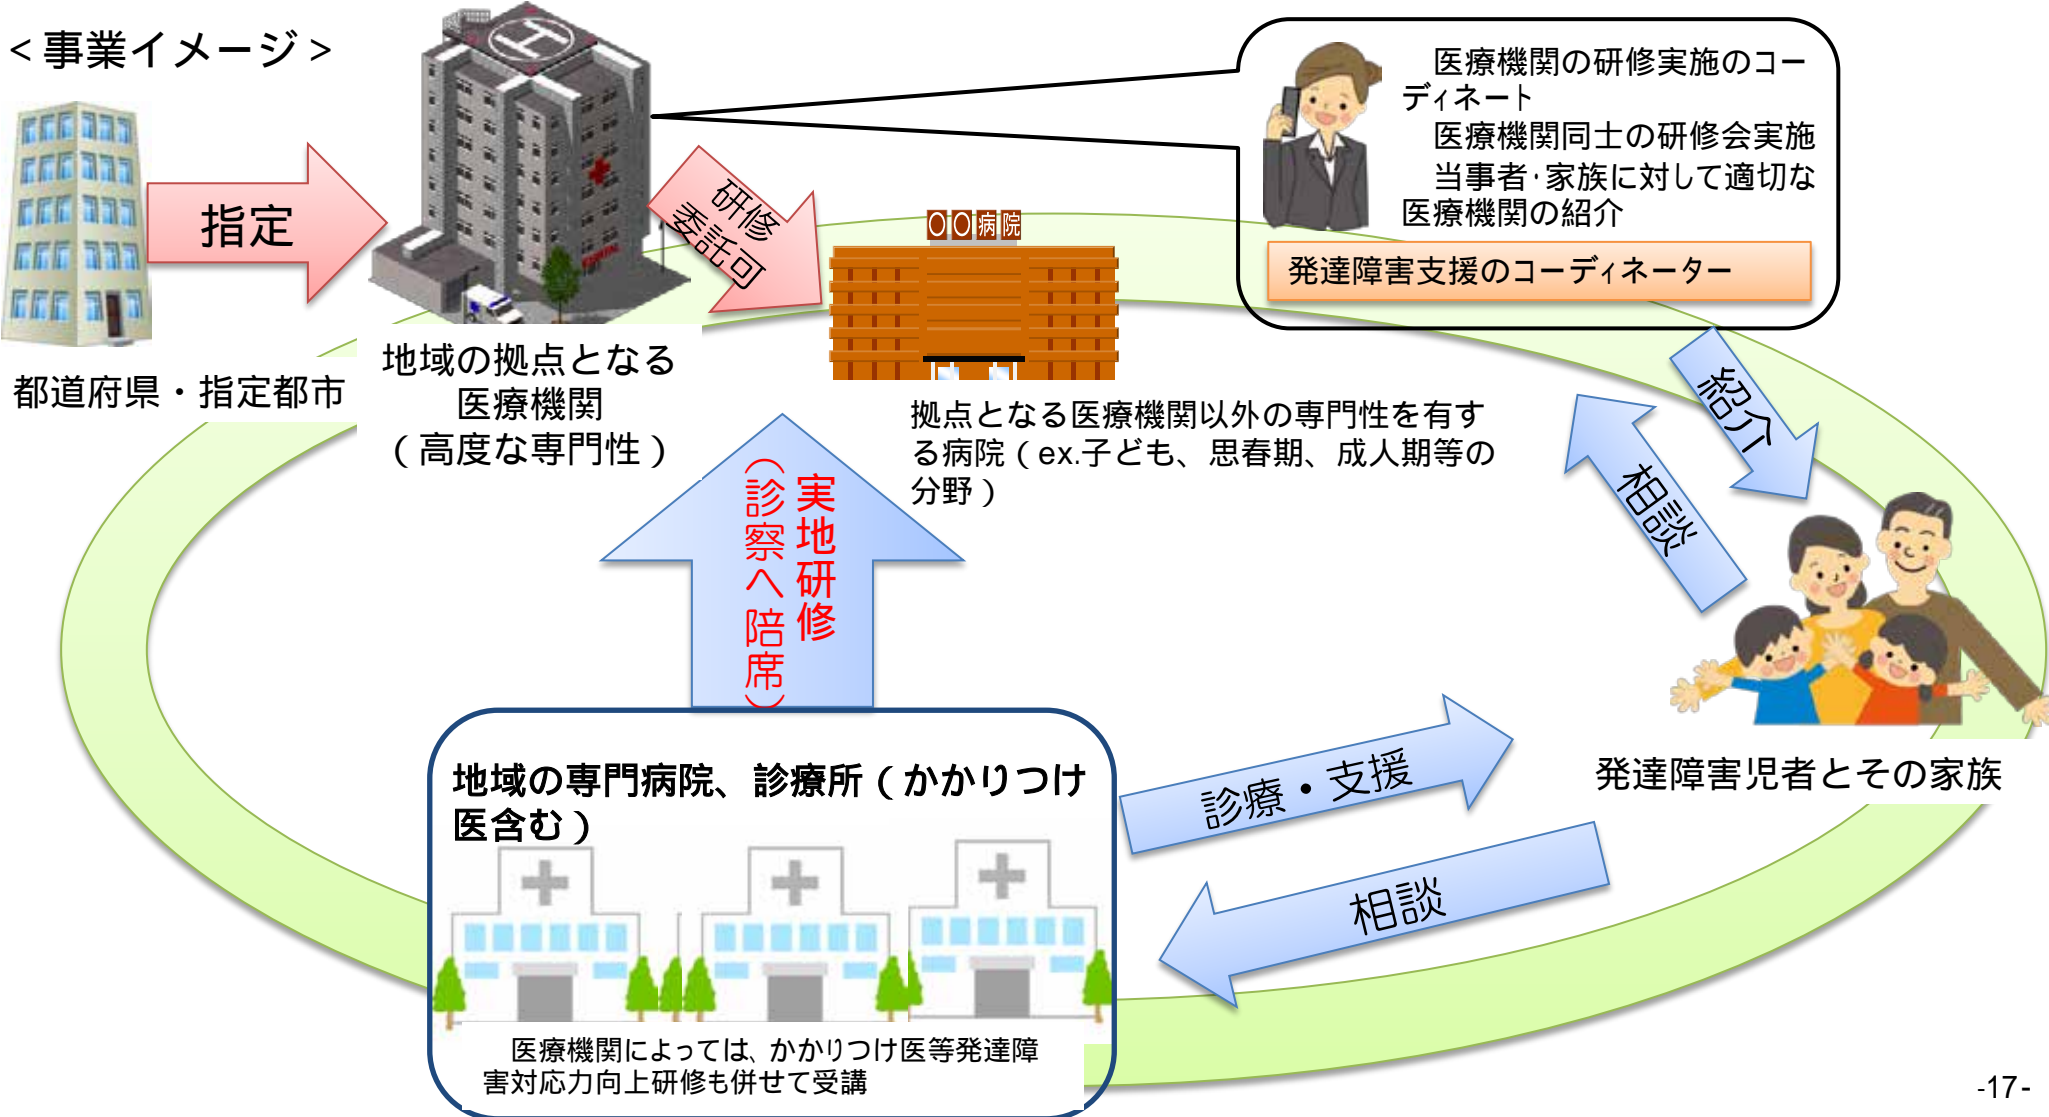 ＜事業イメージ＞
指定
都道府県・指定都市
地域の拠点となる
医療機関
（高度な専門性）
研修
委託可
〇〇病院
拠点となる医療機関以外の専門性を有す
る病院（ex.子ども、思春期、成人期等の
分野）
医療機関の研修実施のコー
ディネート
医療機関同士の研修会実施
当事者・家族に対して適切な
医療機関の紹介
発達障害支援のコーディネーター
紹介
相談
実地研修
（診察へ陪席）
発達障害児者とその家族
診療・支援
相談
地域の専門病院、診療所（かかりつけ
医含む）
医療機関によっては、かかりつけ医等発達障
害対応力向上研修も併せて受講
-17-